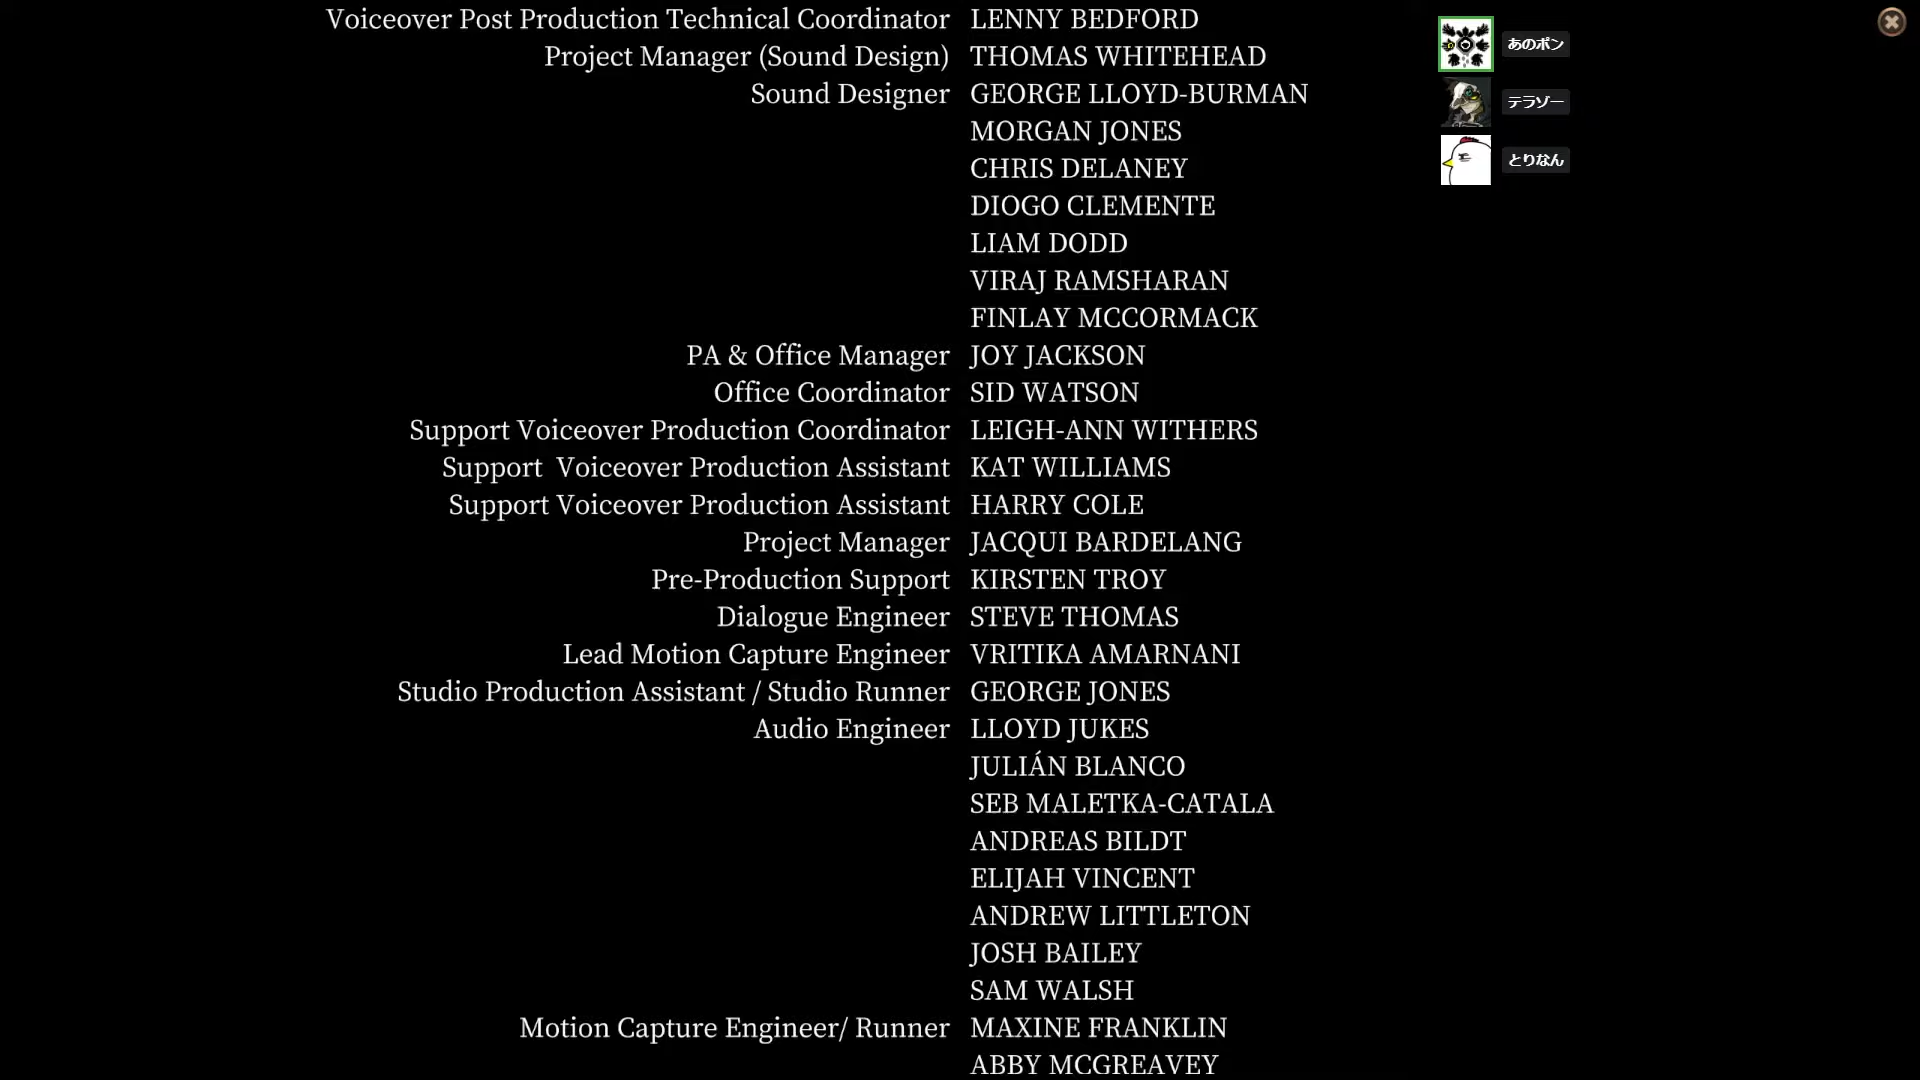 Voiceover Post Production Technical Coordinator LENNY BEDFORD
Project Manager (Sound Design) THOMAS WHITEHEAD
Sound Designer GEORGE LLOYD-BURMAN
MORGAN JONES
CHRIS DELANEY
DIOGO CLEMENTE
LIAM DODD
VIRAJ RAMSHARAN
FINLAY MCCORMACK
PA & Office Manager JOY JACKSON
Office Coordinator SID WATSON
Support Voiceover Production Coordinator LEIGH-ANN WITHERS
Support  Voiceover Production Assistant KAT WILLIAMS
Support Voiceover Production Assistant HARRY COLE
Project Manager JACQUI BARDELANG
Pre-Production Support KIRSTEN TROY
Dialogue Engineer STEVE THOMAS
Lead Motion Capture Engineer VRITIKA AMARNANI
Studio Production Assistant / Studio Runner GEORGE JONES
Audio Engineer LLOYD JUKES
JULIÁN BLANCO
SEB MALETKA-CATALA
ANDREAS BILDT
ELIJAH VINCENT
ANDREW LITTLETON
JOSH BAILEY
SAM WALSH
Motion Capture Engineer/ Runner MAXINE FRANKLIN
ABBY MCGREAVEY
あのポン
テラゾー
とりなん